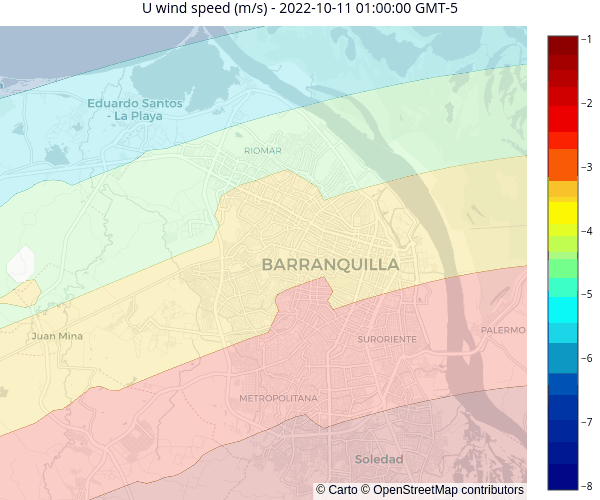 U wind speed (m/s) - 2022-10-11 01:00:00 GMT-5
−1
−2
−3
−4
−5
−6
−7
−8
Eduardo Santos
- La Playa
RIOMAR
BARRANQUILLA
Juan Mina
SURORIENTE
PALERMO
METROPOLITANA
Soledad
© Carto © OpenStreetMap contributors